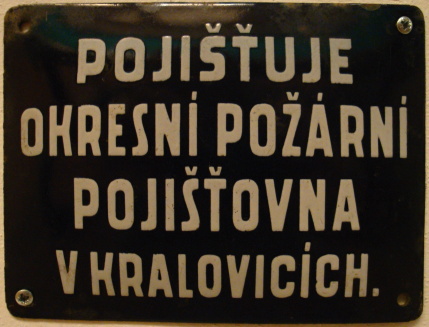 POJIŠŤUJE
OKRESNÍ POŽÁRNÍ
POJIŠŤOVNA
V KRALOVICÍCH.